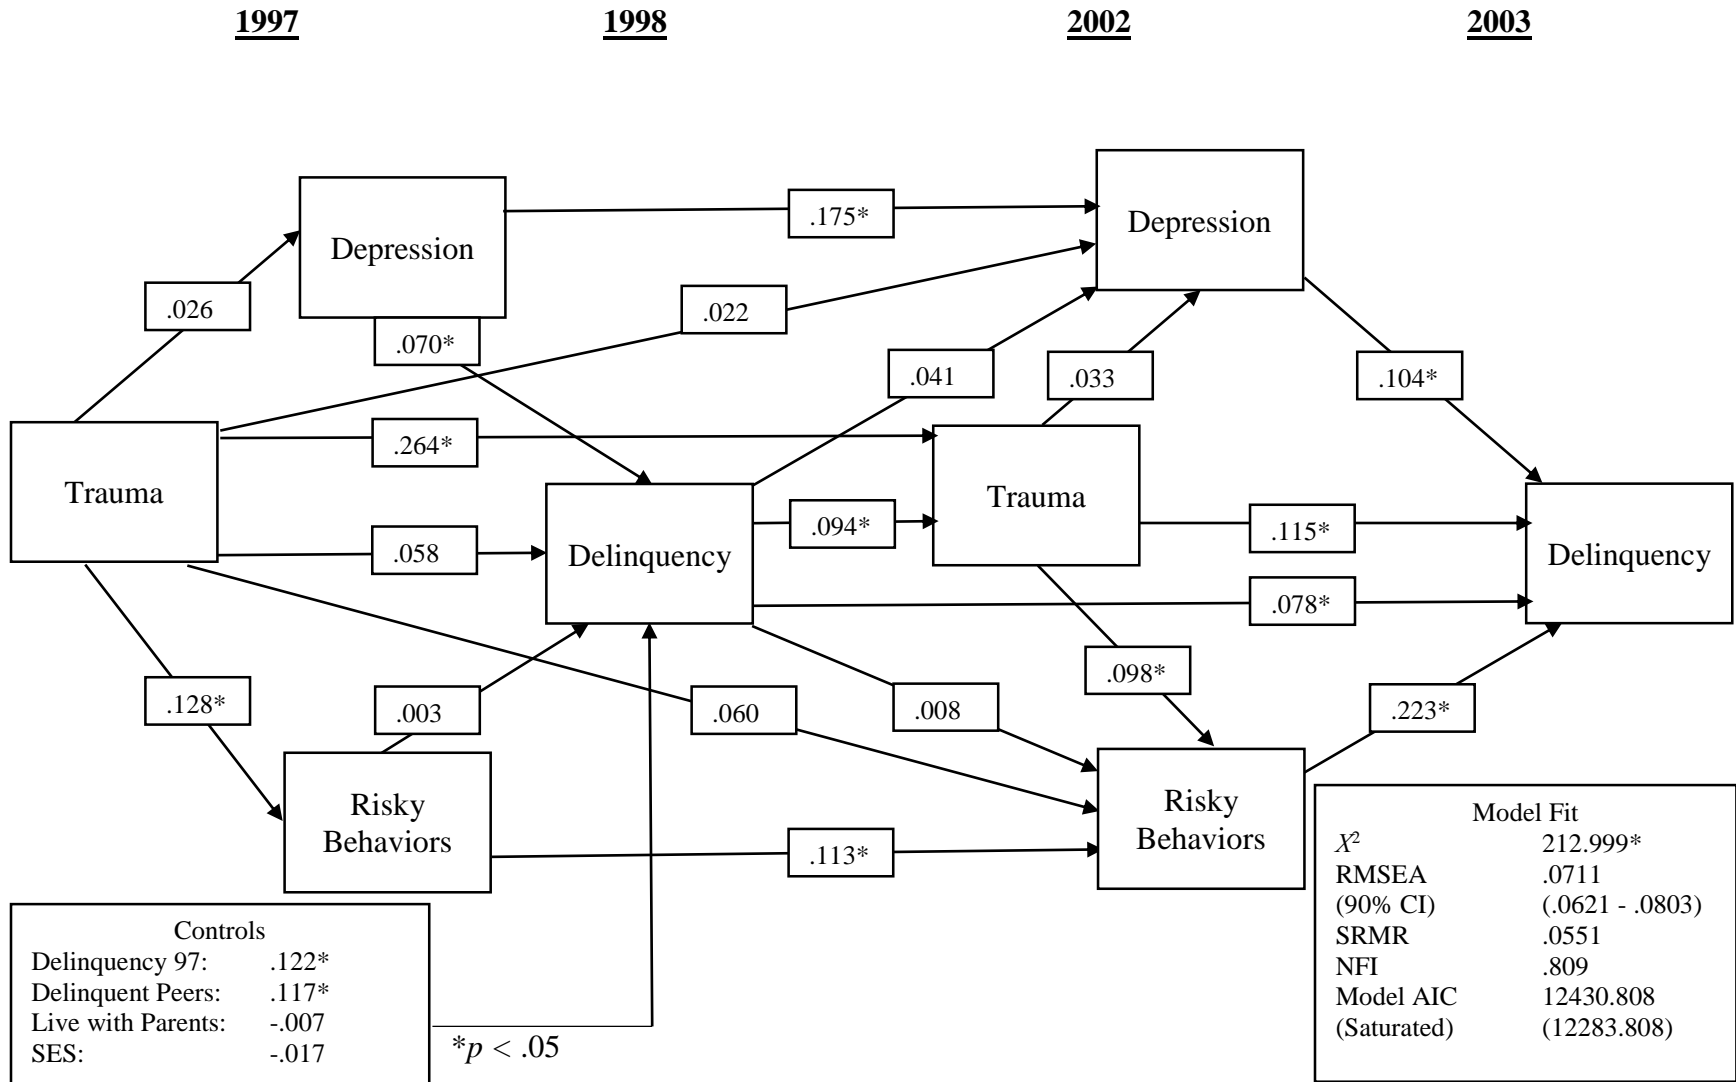 1997 1998 2002 2003
Depression
Depression
.175*
.026
.022
.070*
.041
.033
.104*
Trauma
.264*
Trauma
.058
Delinquency
.094*
.115*
Delinquency
.078*
.128*
.003
.060
.008
.098*
.223*
Risky
Behaviors
Risky
Behaviors
.113*
Controls
Delinquency 97: .122*
Delinquent Peers: .117*
Live with Parents: -.007
SES: -.017
*p < .05
Model Fit
X² 212.999*
RMSEA .0711
(90% CI) (.0621 - .0803)
SRMR .0551
NFI .809
Model AIC 12430.808
(Saturated) (12283.808)